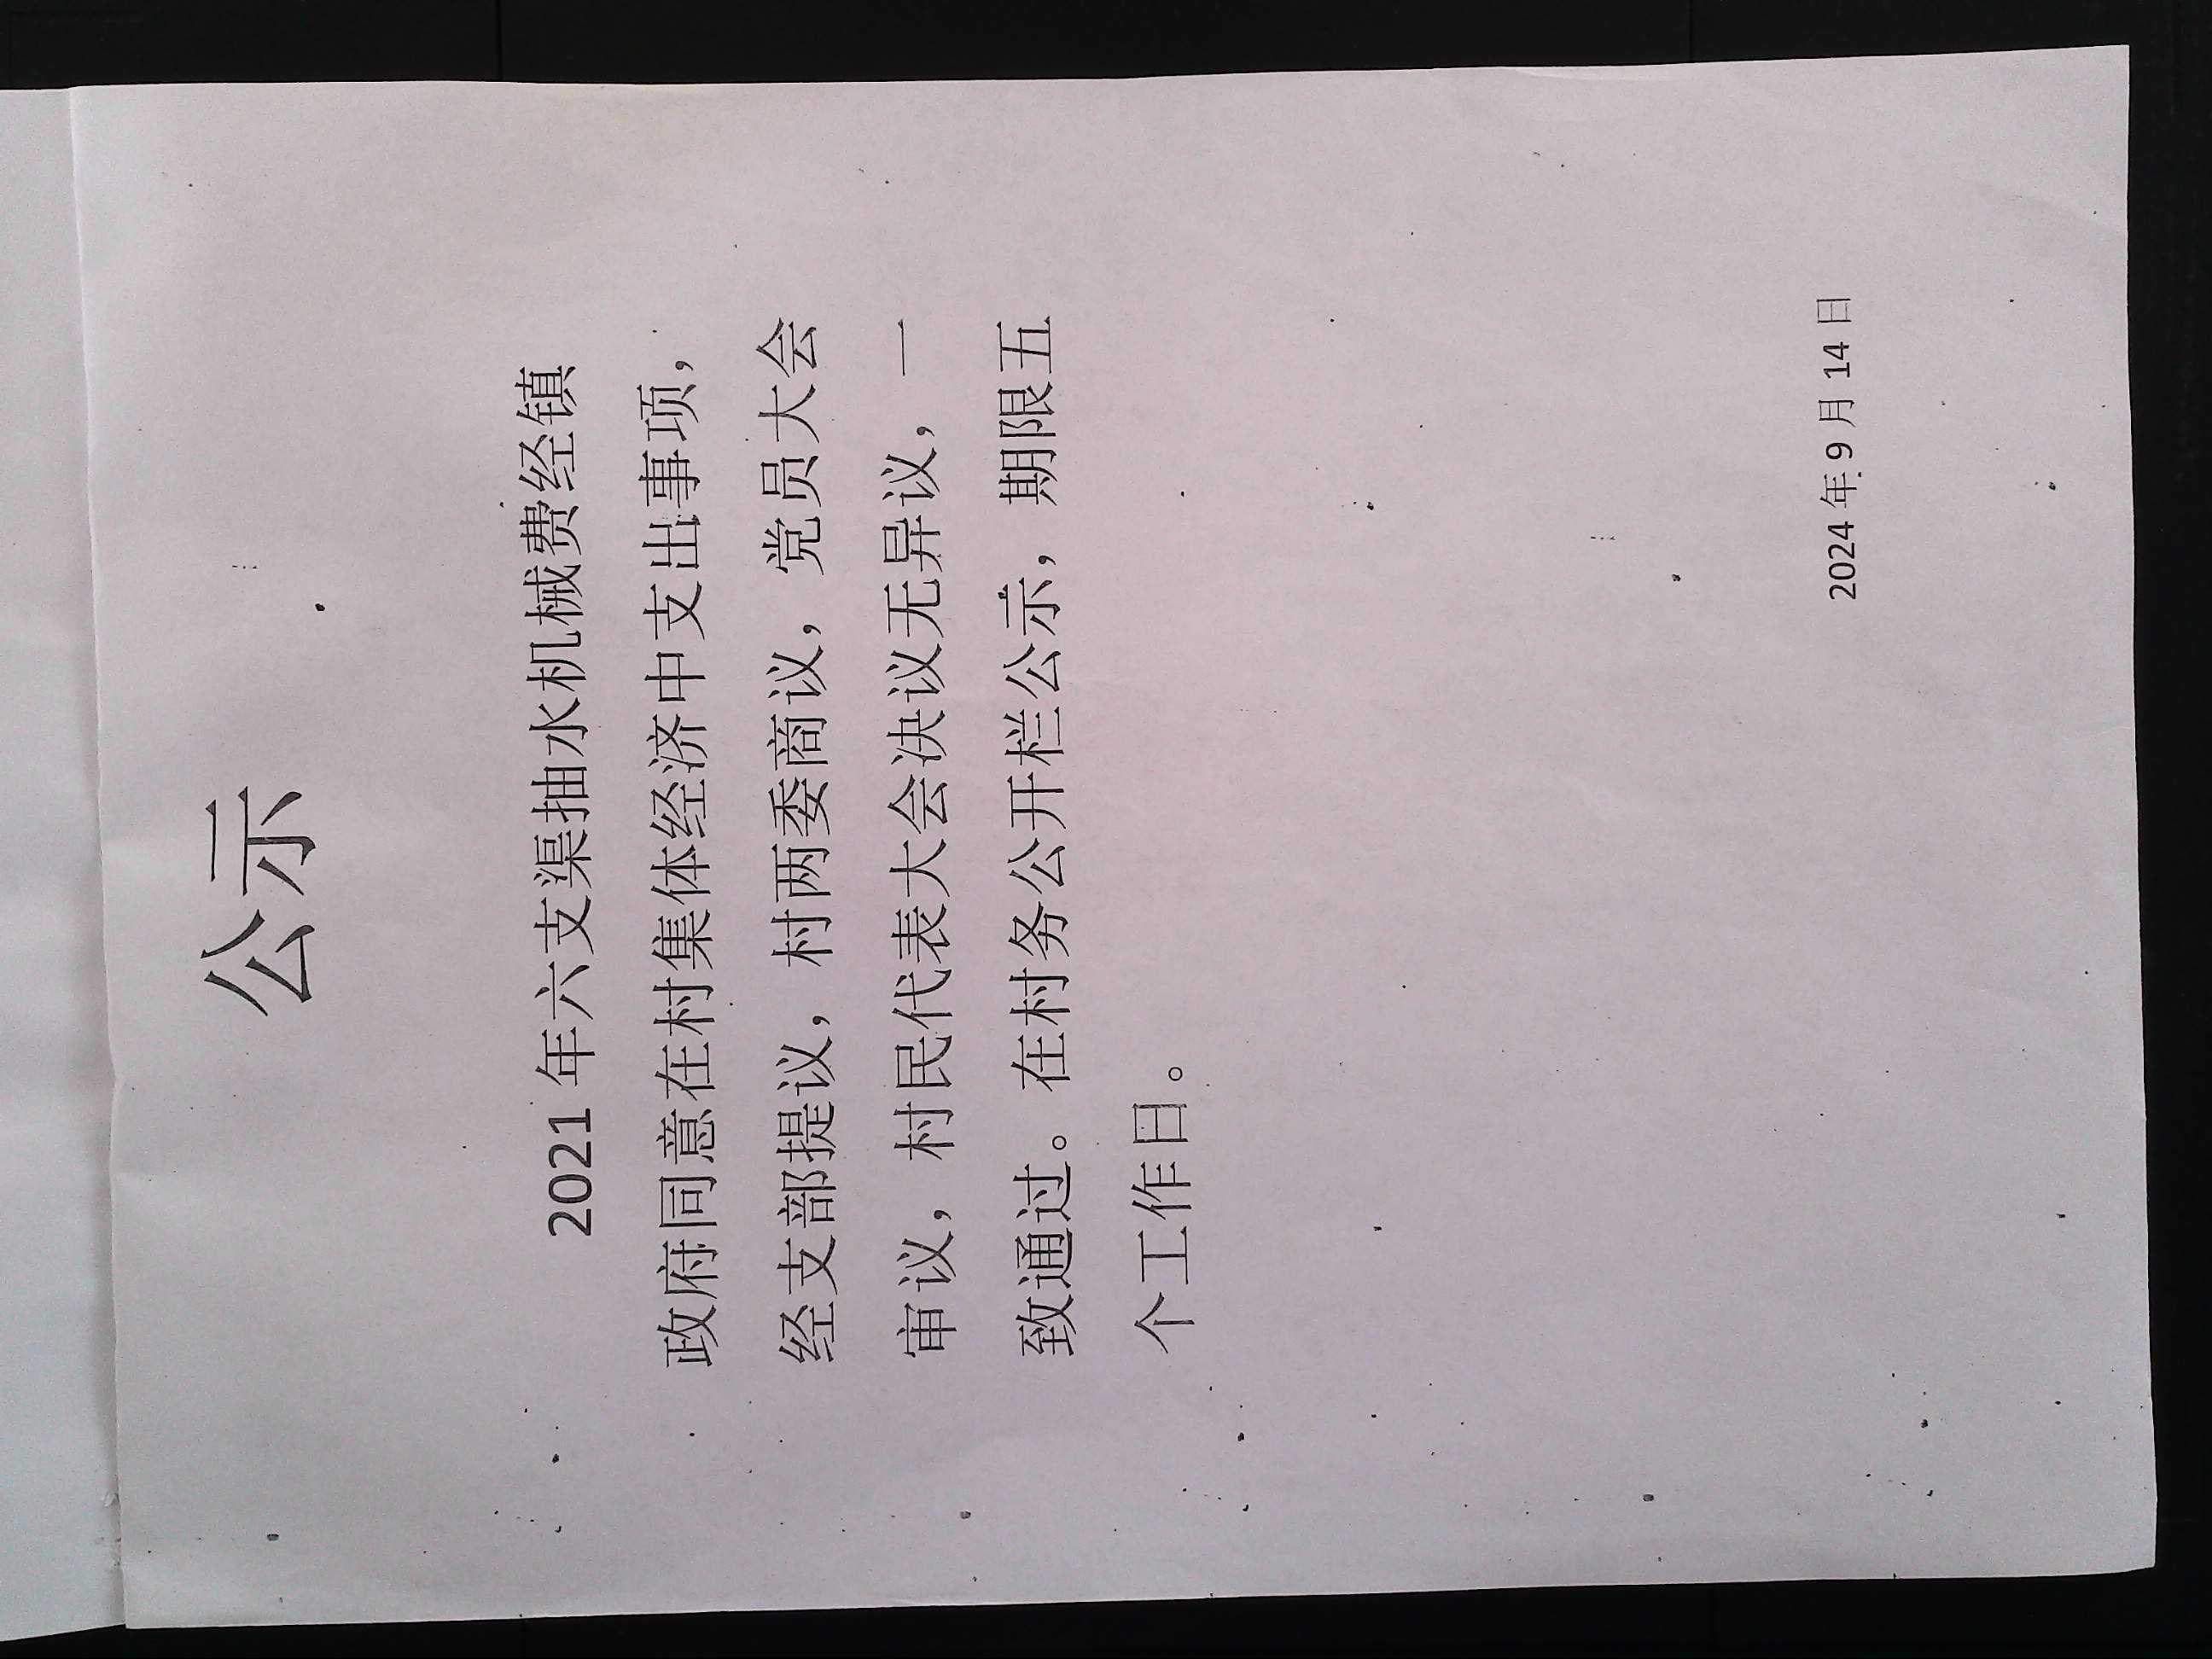 公示
2021 年六支渠抽水机械费经镇
政府同意在村集体经济中支出事项，
经支部提议，村两委商议，党员大会
审议，村民代表大会决议无异议，一
致通过。在村务公开栏公示，期限五
个工作日。
2024 年 9 月 14 日